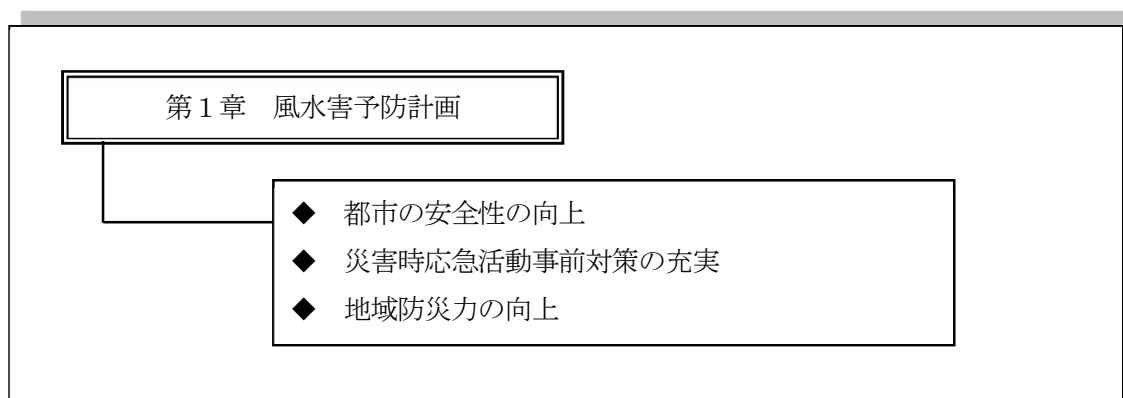 第１章　風水害予防計画
◆　都市の安全性の向上
◆　災害時応急活動事前対策の充実
◆　地域防災力の向上